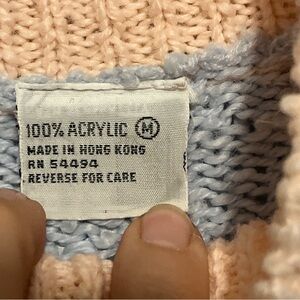 100% ACRYLIC Ⓜ
MADE IN HONG KONG
RN 54494
REVERSE FOR CARE